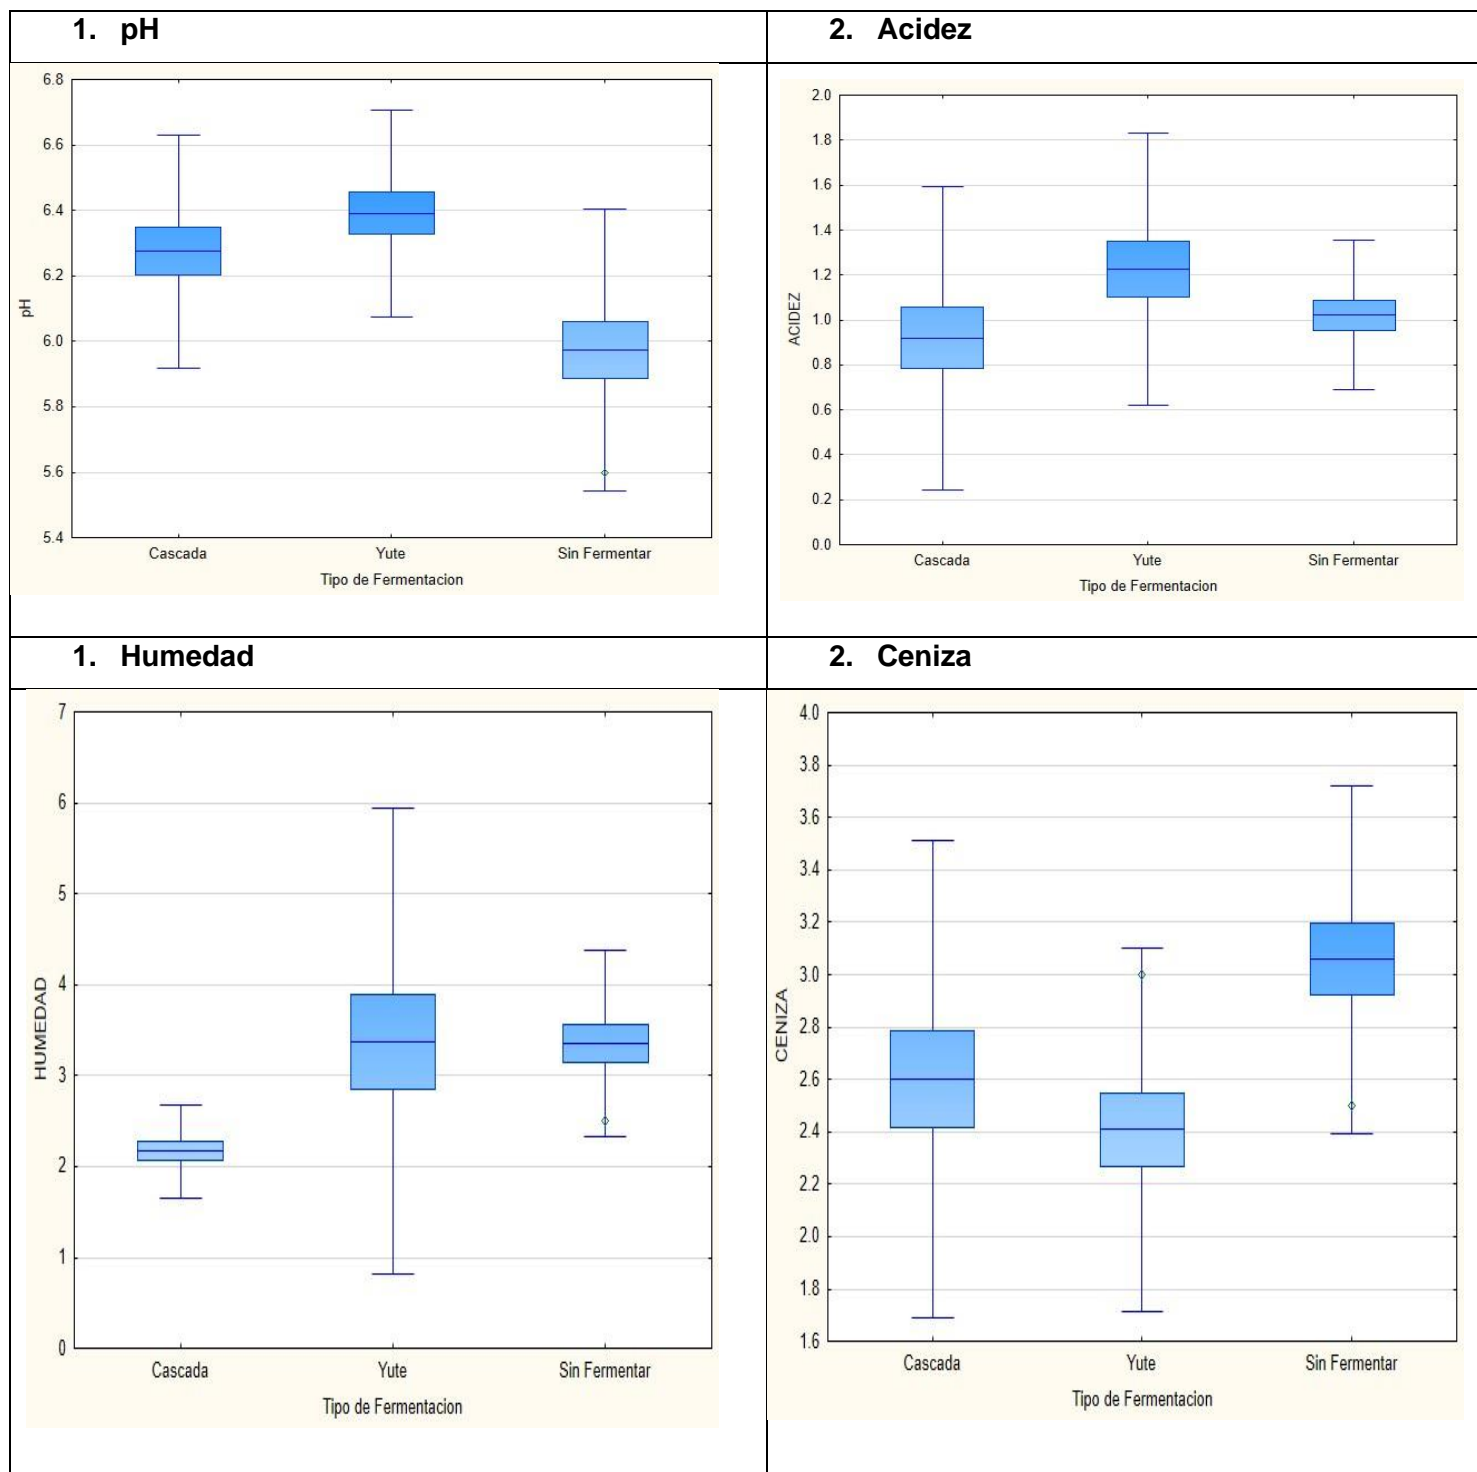 1. pH
2. Acidez
6.8
6.6
6.4
6.2
6.0
5.8
5.6
5.4
pH
Cascada Yute Sin Fermentar
Tipo de Fermentacion
2.0
1.8
1.6
1.4
1.2
1.0
0.8
0.6
0.4
0.2
0.0
ACIDEZ
Cascada Yute Sin Fermentar
Tipo de Fermentacion
1. Humedad
2. Ceniza
7
6
5
4
3
2
1
0
HUMEDAD
Cascada Yute Sin Fermentar
Tipo de Fermentacion
4.0
3.8
3.6
3.4
3.2
3.0
2.8
2.6
2.4
2.2
2.0
1.8
1.6
CENIZA
Cascada Yute Sin Fermentar
Tipo de Fermentacion